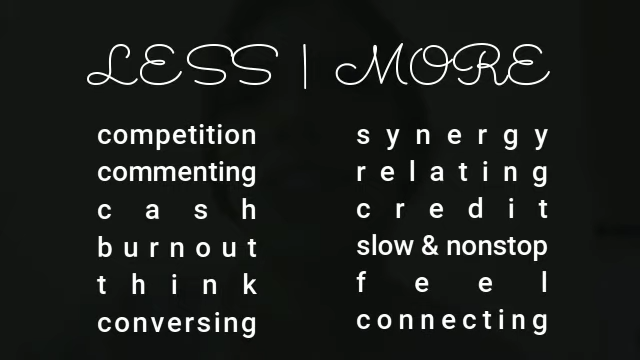 LESS | MORE
competition synergy
commenting relating
cash credit
burnout slow & nonstop
think feel
conversing connecting